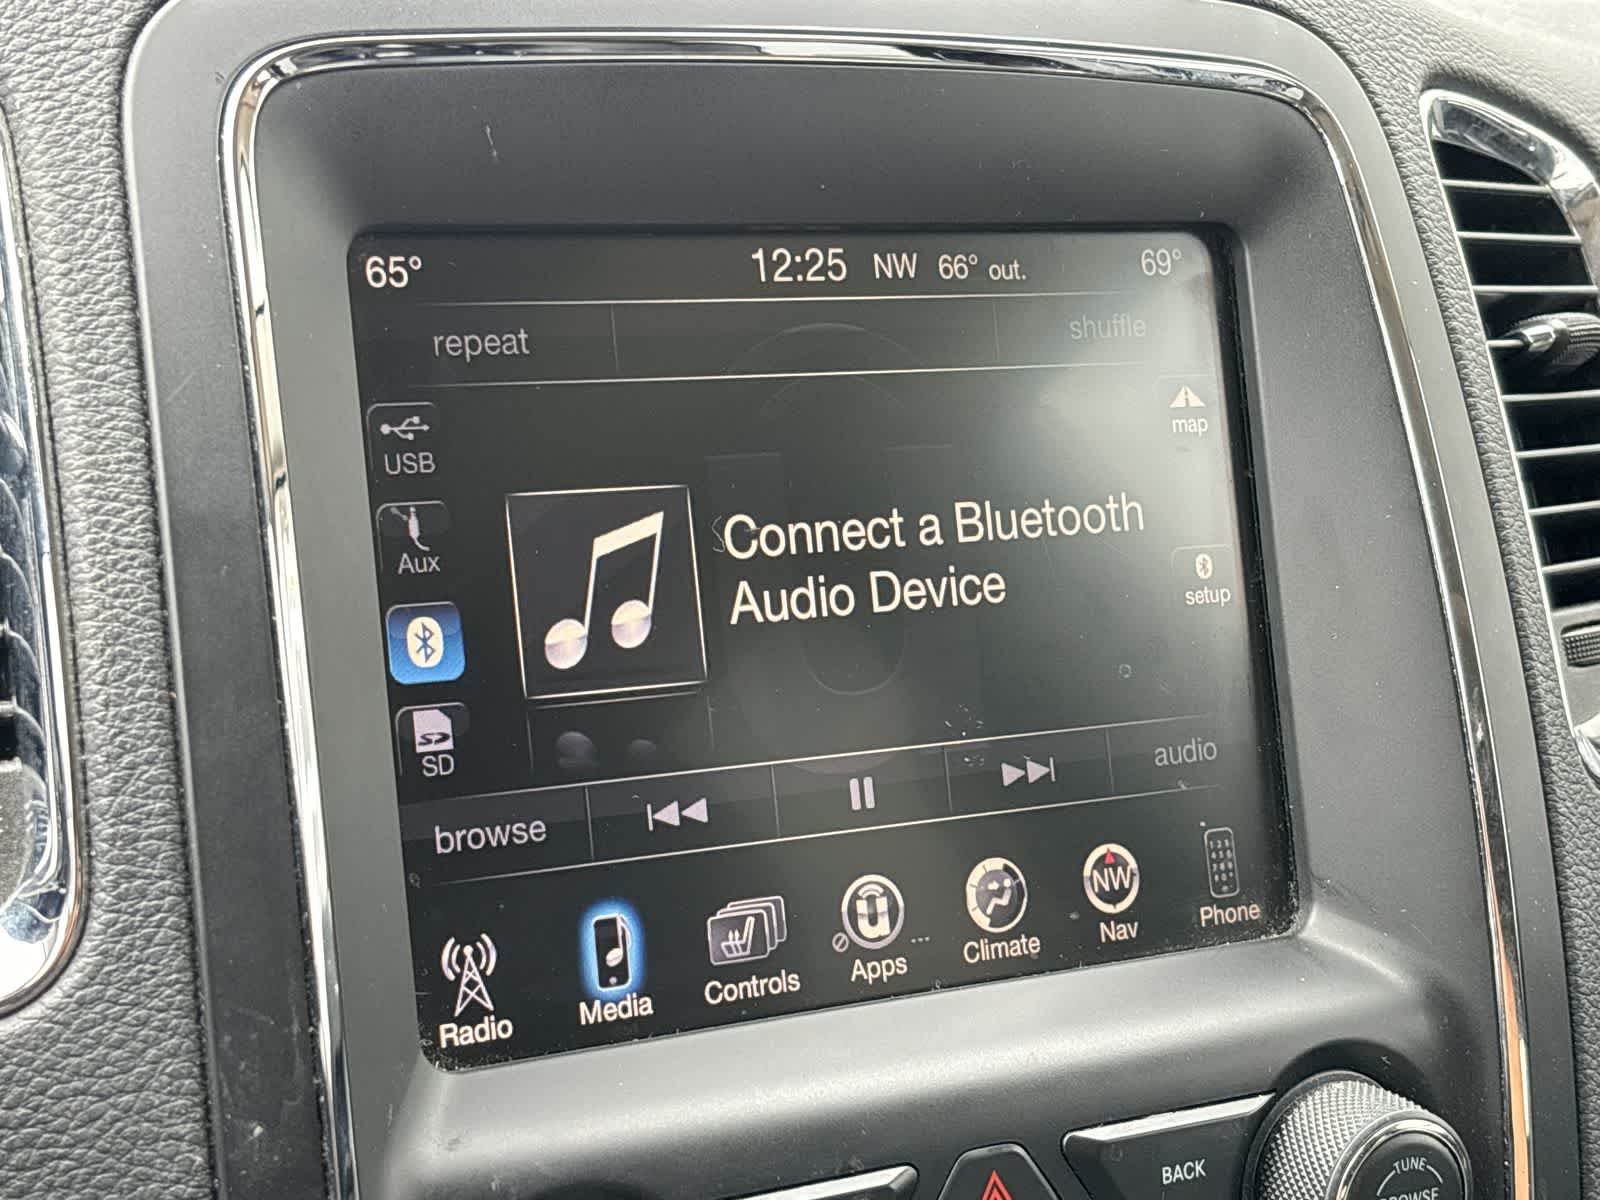 65° 12:25 NW 66° out. 69°
repeat shuffle
USB
map
Aux
Connect a Bluetooth
Audio Device
setup
SD
browse audio
Radio Media Controls Apps Climate NW Nav Phone
BACK
TUNE
BROWSE